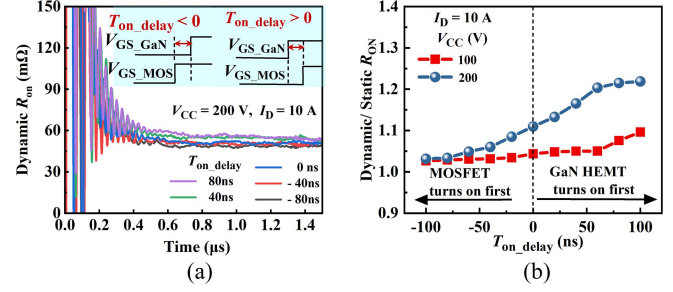 T_on_delay < 0
T_on_delay > 0
V_GS_GaN
V_GS_GaN
V_GS_MOS
V_GS_MOS
V_CC = 200 V, I_D = 10 A
T_on_delay
0 ns
80ns
- 40ns
40ns
- 80ns
Dynamic R_on (mΩ)
150
120
90
60
30
0
0.0 0.2 0.4 0.6 0.8 1.0 1.2 1.4
Time (μs)
(a)
I_D = 10 A
V_CC (V)
100
200
MOSFET
turns on first
GaN HEMT
turns on first
Dynamic/ Static R_ON
1.4
1.3
1.2
1.1
1.0
0.9
-100 -50 0 50 100
T_on_delay (ns)
(b)